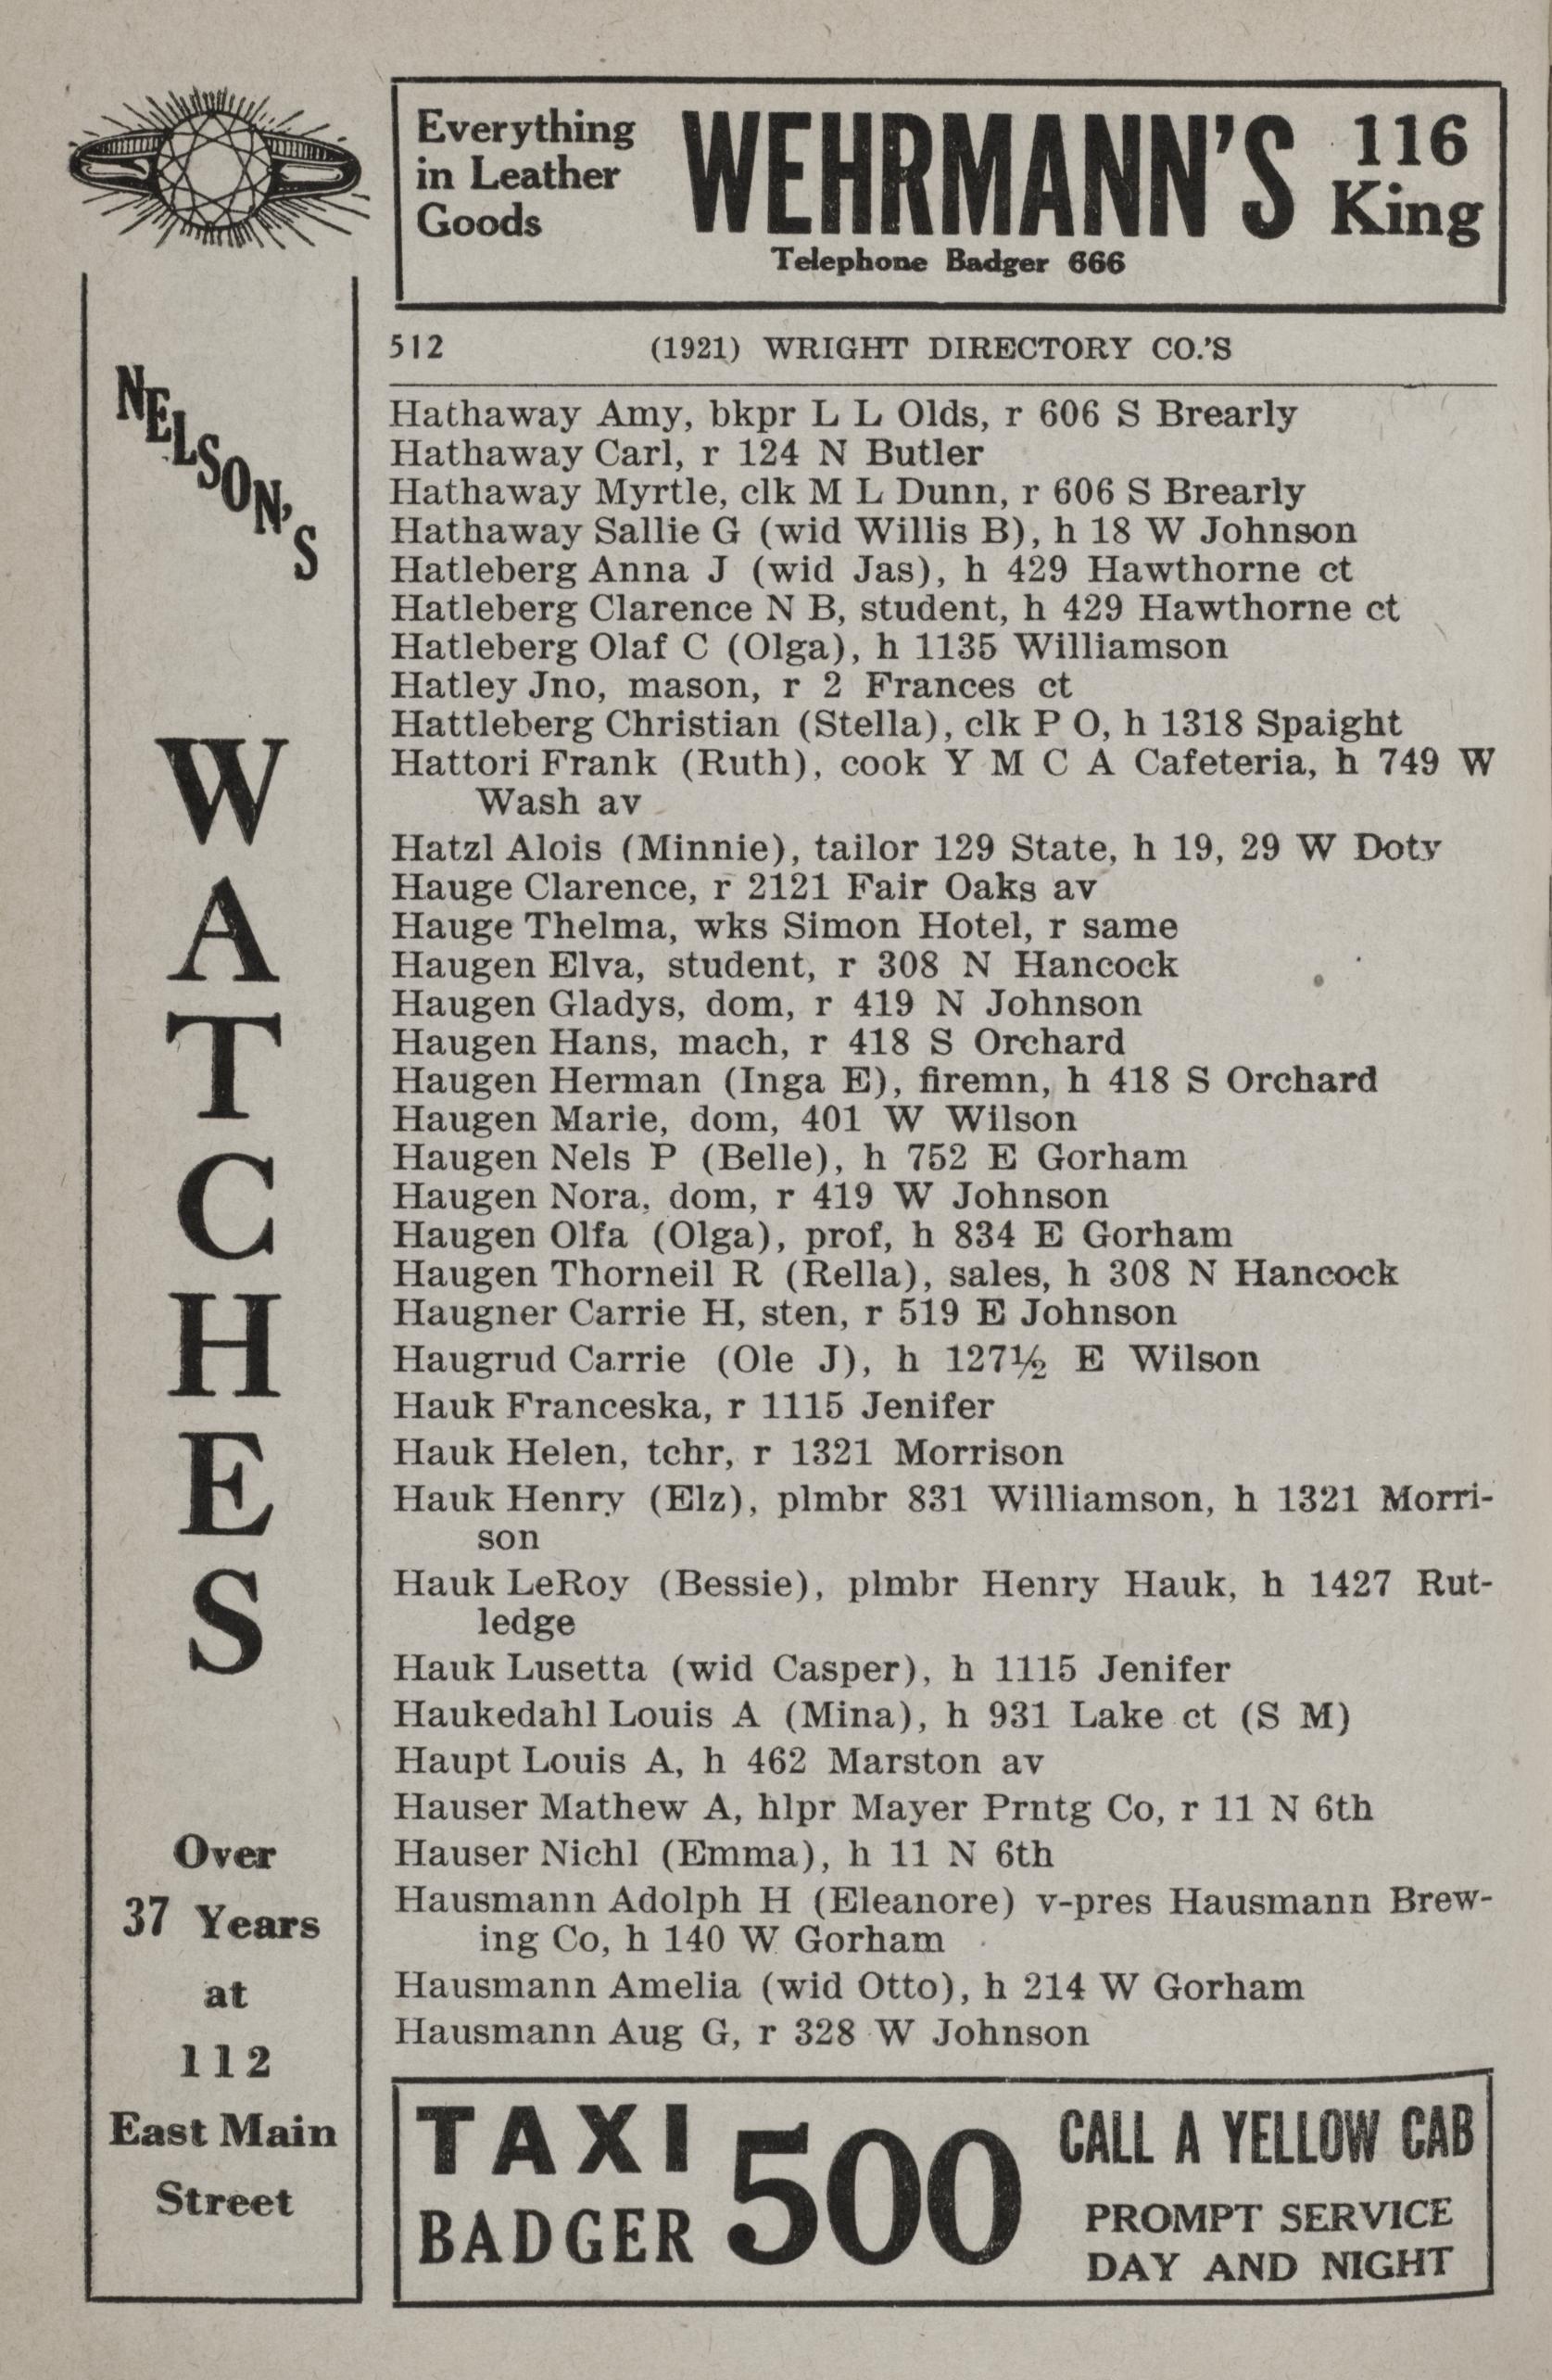 Everything
in Leather
Goods
WEHRMANN'S
116
King
Telephone Badger 666
NELSON'S
WATCHES
Over
37 Years
at
112
East Main
Street
512 (1921) WRIGHT DIRECTORY CO.'S
Hathaway Amy, bkpr L L Olds, r 606 S Brearly
Hathaway Carl, r 124 N Butler
Hathaway Myrtle, clk M L Dunn, r 606 S Brearly
Hathaway Sallie G (wid Willis B), h 18 W Johnson
Hatleberg Anna J (wid Jas), h 429 Hawthorne ct
Hatleberg Clarence N B, student, h 429 Hawthorne ct
Hatleberg Olaf C (Olga), h 1135 Williamson
Hatley Jno, mason, r 2 Frances ct
Hattleberg Christian (Stella), clk P O, h 1318 Spaight
Hattori Frank (Ruth), cook Y M C A Cafeteria, h 749 W
Wash av
Hatzl Alois (Minnie), tailor 129 State, h 19, 29 W Doty
Hauge Clarence, r 2121 Fair Oaks av
Hauge Thelma, wks Simon Hotel, r same
Haugen Elva, student, r 308 N Hancock
Haugen Gladys, dom, r 419 N Johnson
Haugen Hans, mach, r 418 S Orchard
Haugen Herman (Inga E), firemn, h 418 S Orchard
Haugen Marie, dom, 401 W Wilson
Haugen Nels P (Belle), h 752 E Gorham
Haugen Nora, dom, r 419 W Johnson
Haugen Olfa (Olga), prof, h 834 E Gorham
Haugen Thorneil R (Rella), sales, h 308 N Hancock
Haugner Carrie H, sten, r 519 E Johnson
Haugrud Carrie (Ole J), h 127½ E Wilson
Hauk Franceska, r 1115 Jenifer
Hauk Helen, tchr, r 1321 Morrison
Hauk Henry (Elz), plmbr 831 Williamson, h 1321 Morri-
son
Hauk LeRoy (Bessie), plmbr Henry Hauk, h 1427 Rut-
ledge
Hauk Lusetta (wid Casper), h 1115 Jenifer
Haukedahl Louis A (Mina), h 931 Lake ct (S M)
Haupt Louis A, h 462 Marston av
Hauser Mathew A, hlpr Mayer Prntg Co, r 11 N 6th
Hauser Nichl (Emma), h 11 N 6th
Hausmann Adolph H (Eleanore) v-pres Hausmann Brew-
ing Co, h 140 W Gorham
Hausmann Amelia (wid Otto), h 214 W Gorham
Hausmann Aug G, r 328 W Johnson
TAXI
BADGER
500
CALL A YELLOW CAB
PROMPT SERVICE
DAY AND NIGHT